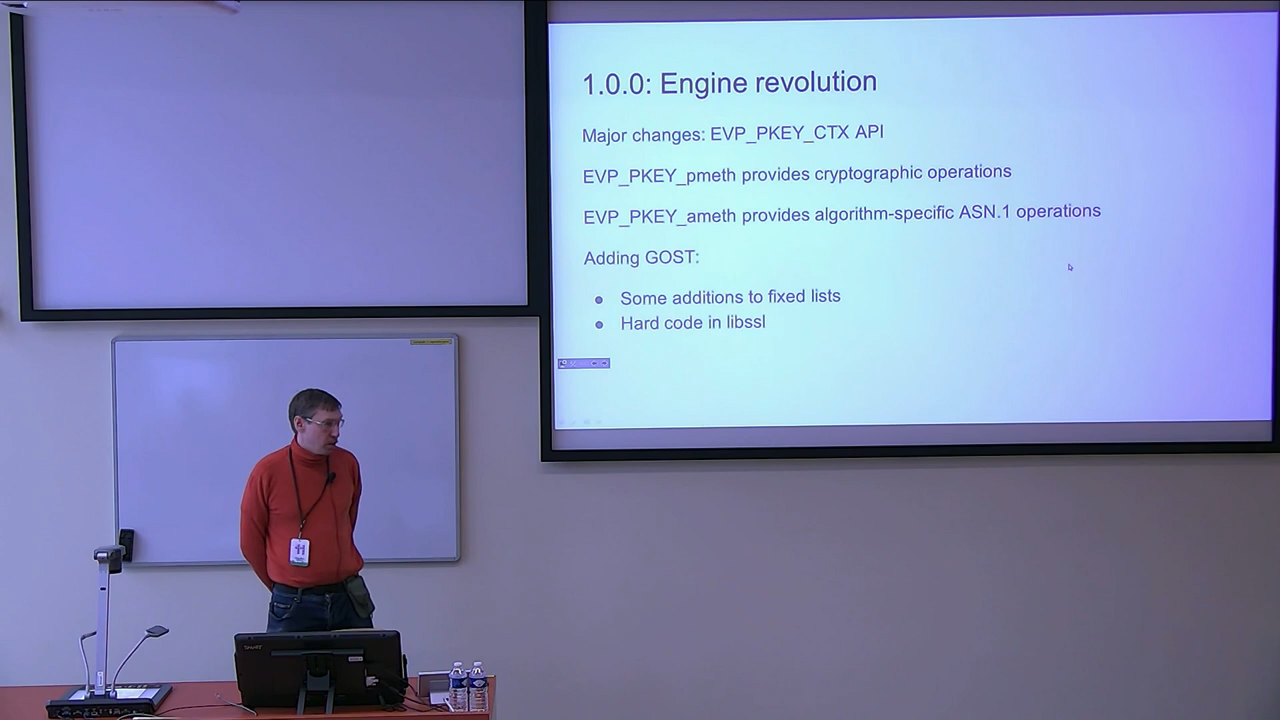 1.0.0: Engine revolution
Major changes: EVP_PKEY_CTX API
EVP_PKEY_pmeth provides cryptographic operations
EVP_PKEY_ameth provides algorithm-specific ASN.1 operations
Adding GOST:
Some additions to fixed lists
Hard code in libssl